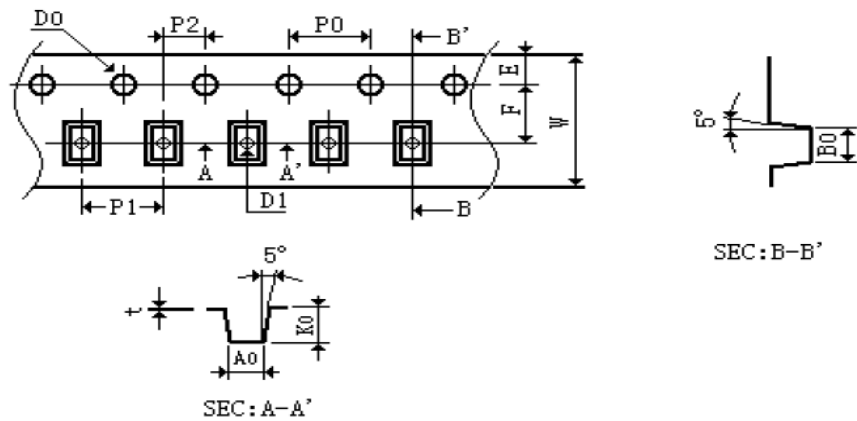 D0
P2
P0
B'
E
F
W
A
A'
P1
D1
B
5°
B0
SEC:B-B'
5°
t
K0
A0
SEC:A-A'